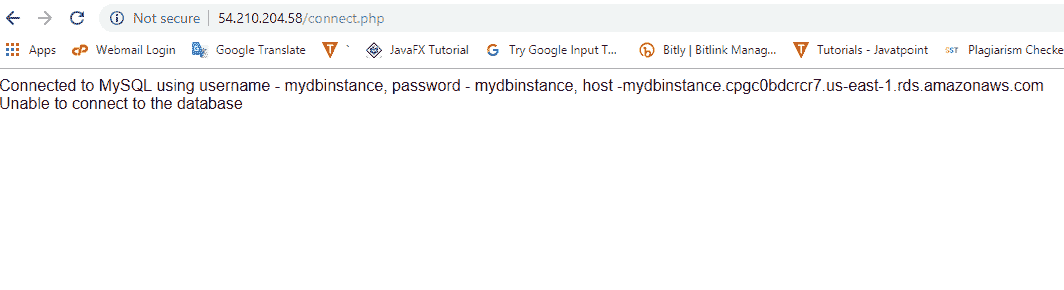 Not secure 54.210.204.58/connect.php
Apps Webmail Login Google Translate ` JavaFX Tutorial Try Google Input T... Bitly | Bitlink Manag... Tutorials - Javatpoint GST Plagiarism Checke
Connected to MySQL using username - mydbinstance, password - mydbinstance, host -mydbinstance.cpgc0bdcrcr7.us-east-1.rds.amazonaws.com
Unable to connect to the database